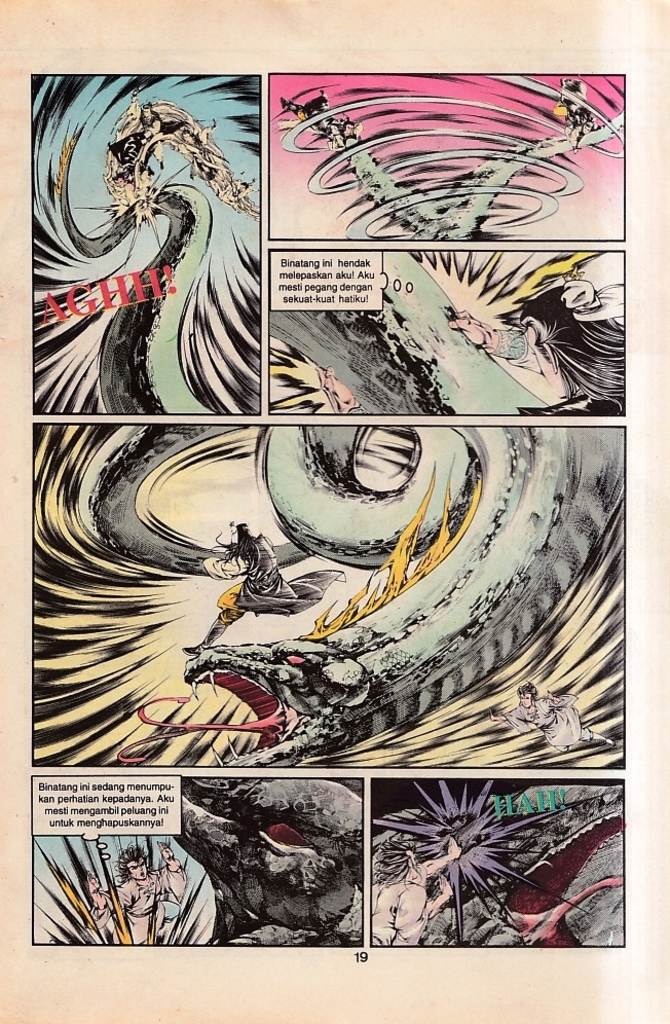 AGHH!
Binatang ini hendak
melepaskan aku! Aku
mesti pegang dengan
sekuat-kuat hatiku!
Binatang ini sedang menumpu-
kan perhatian kepadanya. Aku
mesti mengambil peluang ini
untuk menghapuskannya!
HAH!
19